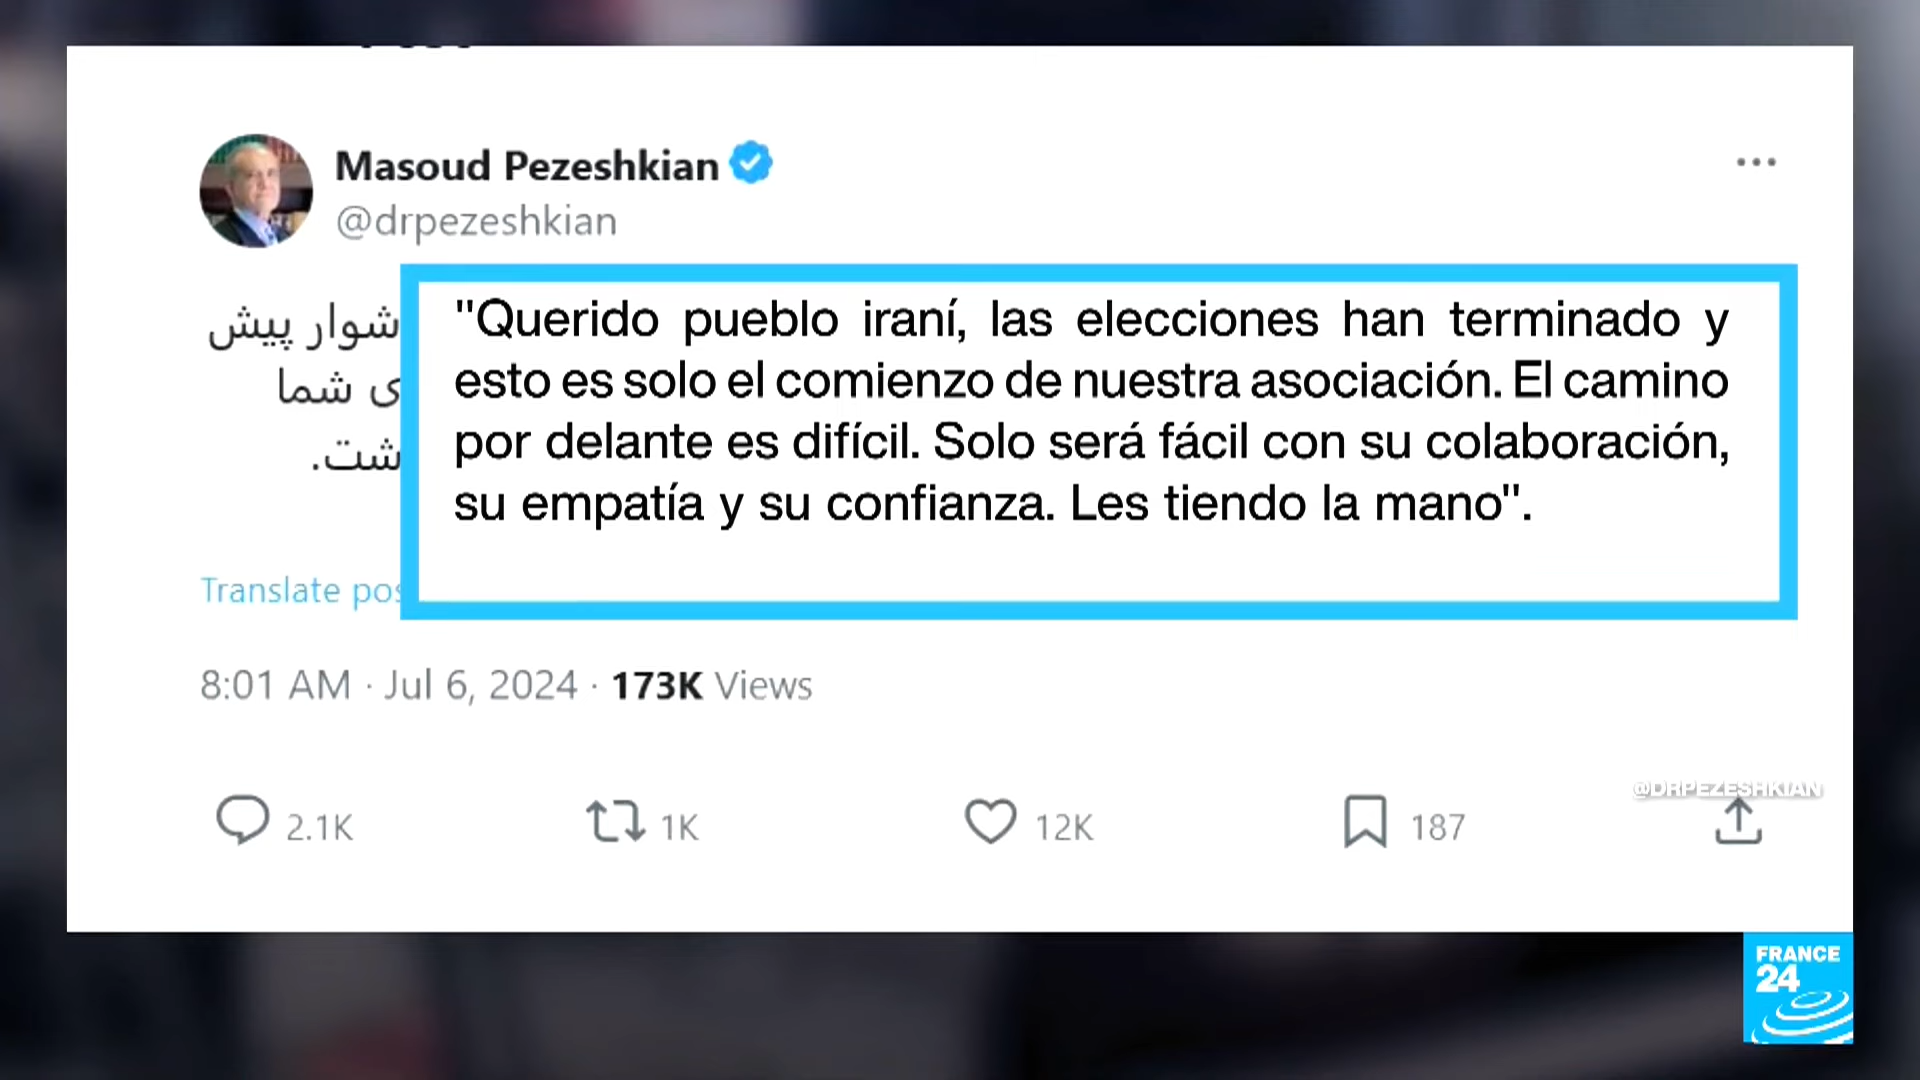 Masoud Pezeshkian
@drpezeshkian
"Querido pueblo iraní, las elecciones han terminado y
esto es solo el comienzo de nuestra asociación. El camino
por delante es difícil. Solo será fácil con su colaboración,
su empatía y su confianza. Les tiendo la mano".
پیش
شما
Translate
8:01 AM · Jul 6, 2024 · 173K Views
2.1K 1K 12K 187
@DRPEZESHKIAN
FRANCE
24